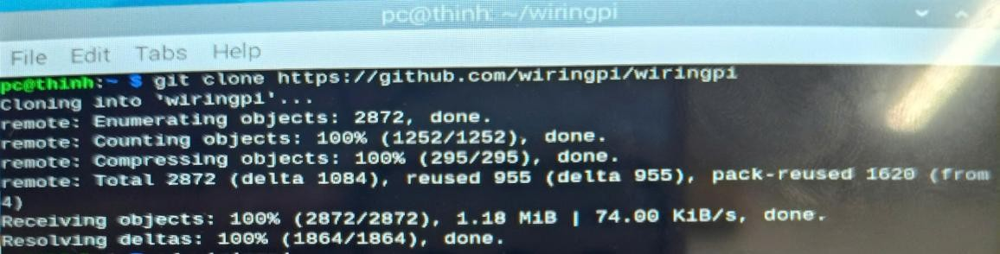 pc@thinh: ~/wiringpi
File Edit Tabs Help
pc@thinh:~ $ git clone https://github.com/wiringpi/wiringpi
Cloning into 'wiringpi'...
remote: Enumerating objects: 2872, done.
remote: Counting objects: 100% (1252/1252), done.
remote: Compressing objects: 100% (295/295), done.
remote: Total 2872 (delta 1084), reused 955 (delta 955), pack-reused 1620 (from
4)
Receiving objects: 100% (2872/2872), 1.18 MiB | 74.00 KiB/s, done.
Resolving deltas: 100% (1864/1864), done.